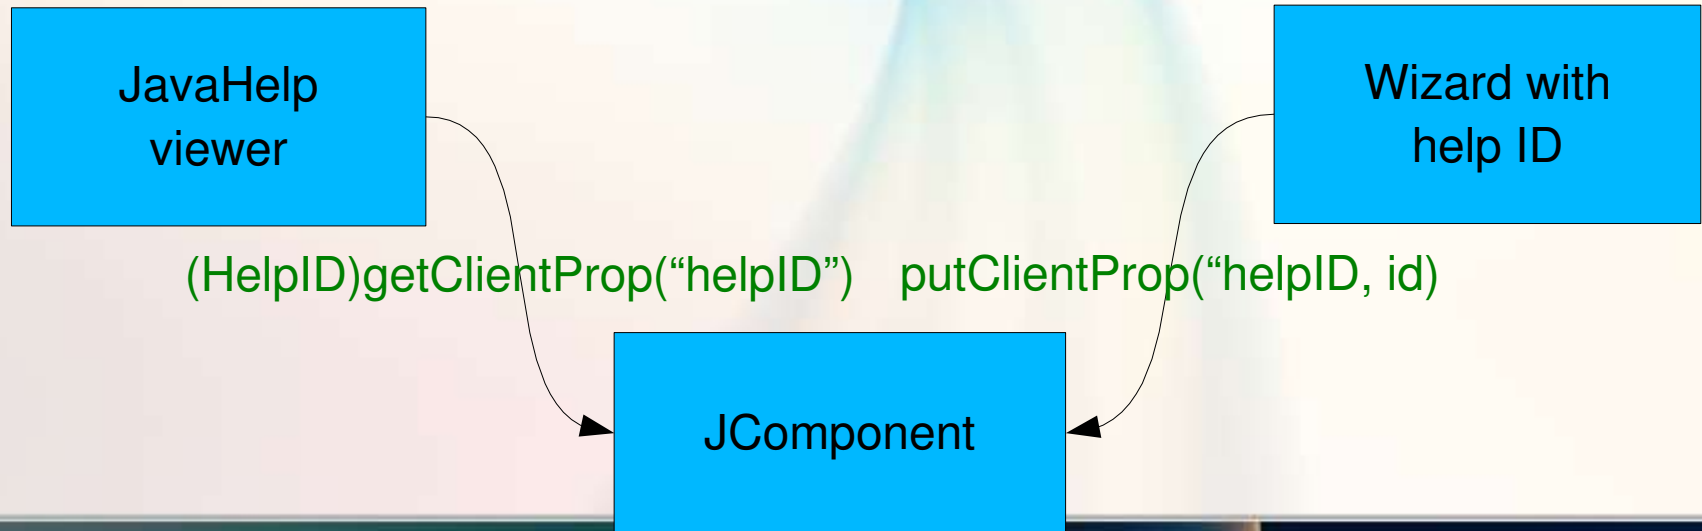 JavaHelp
viewer
Wizard with
help ID
(HelpID)getClientProp(“helpID”)
putClientProp(“helpID, id)
JComponent